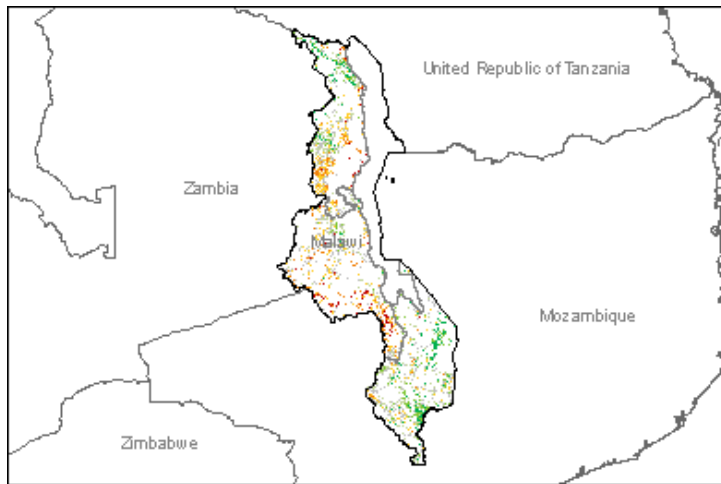 United Republic of Tanzania
Zambia
Malawi
Mozambique
Zimbabwe